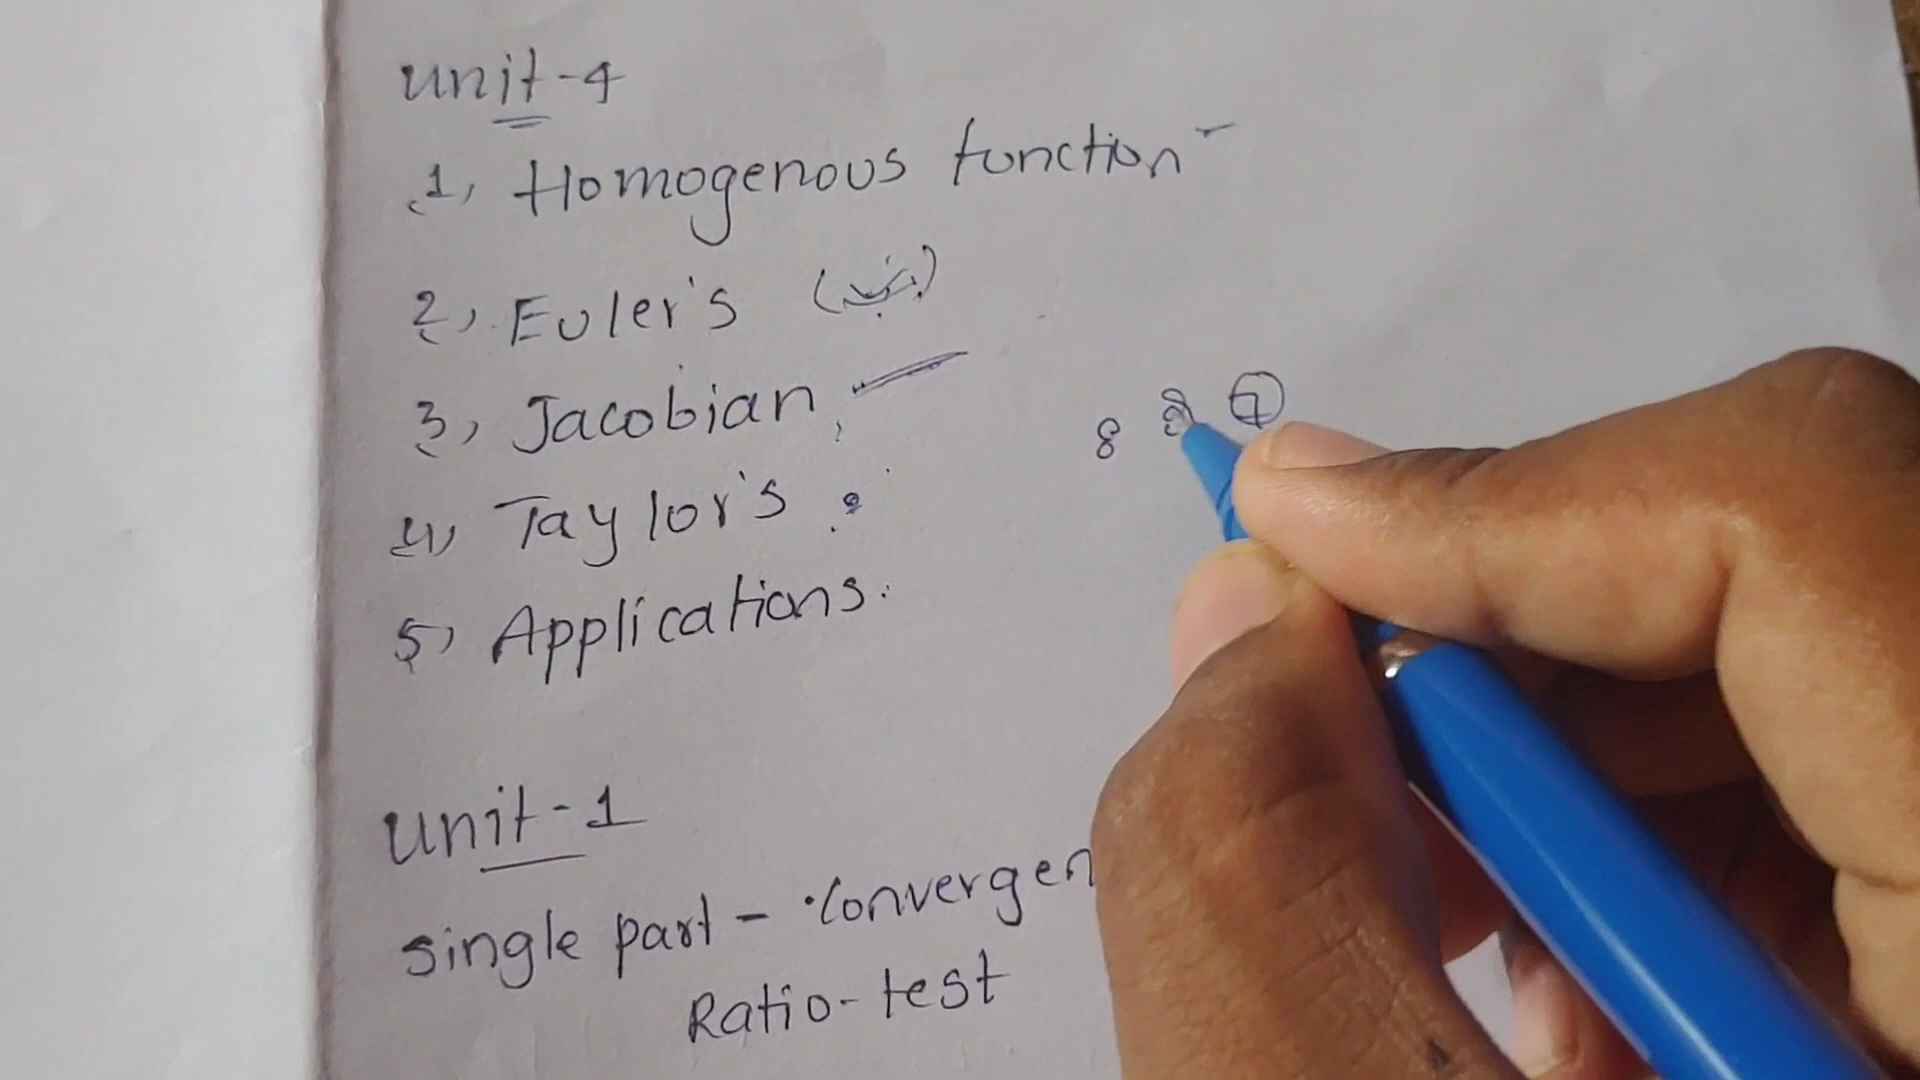 Unit-4
1, Homogenous function
2, Euler's
3, Jacobian
4, Taylor's
5, Applications.
8 7
Unit-1
single part - Convergen
Ratio-test